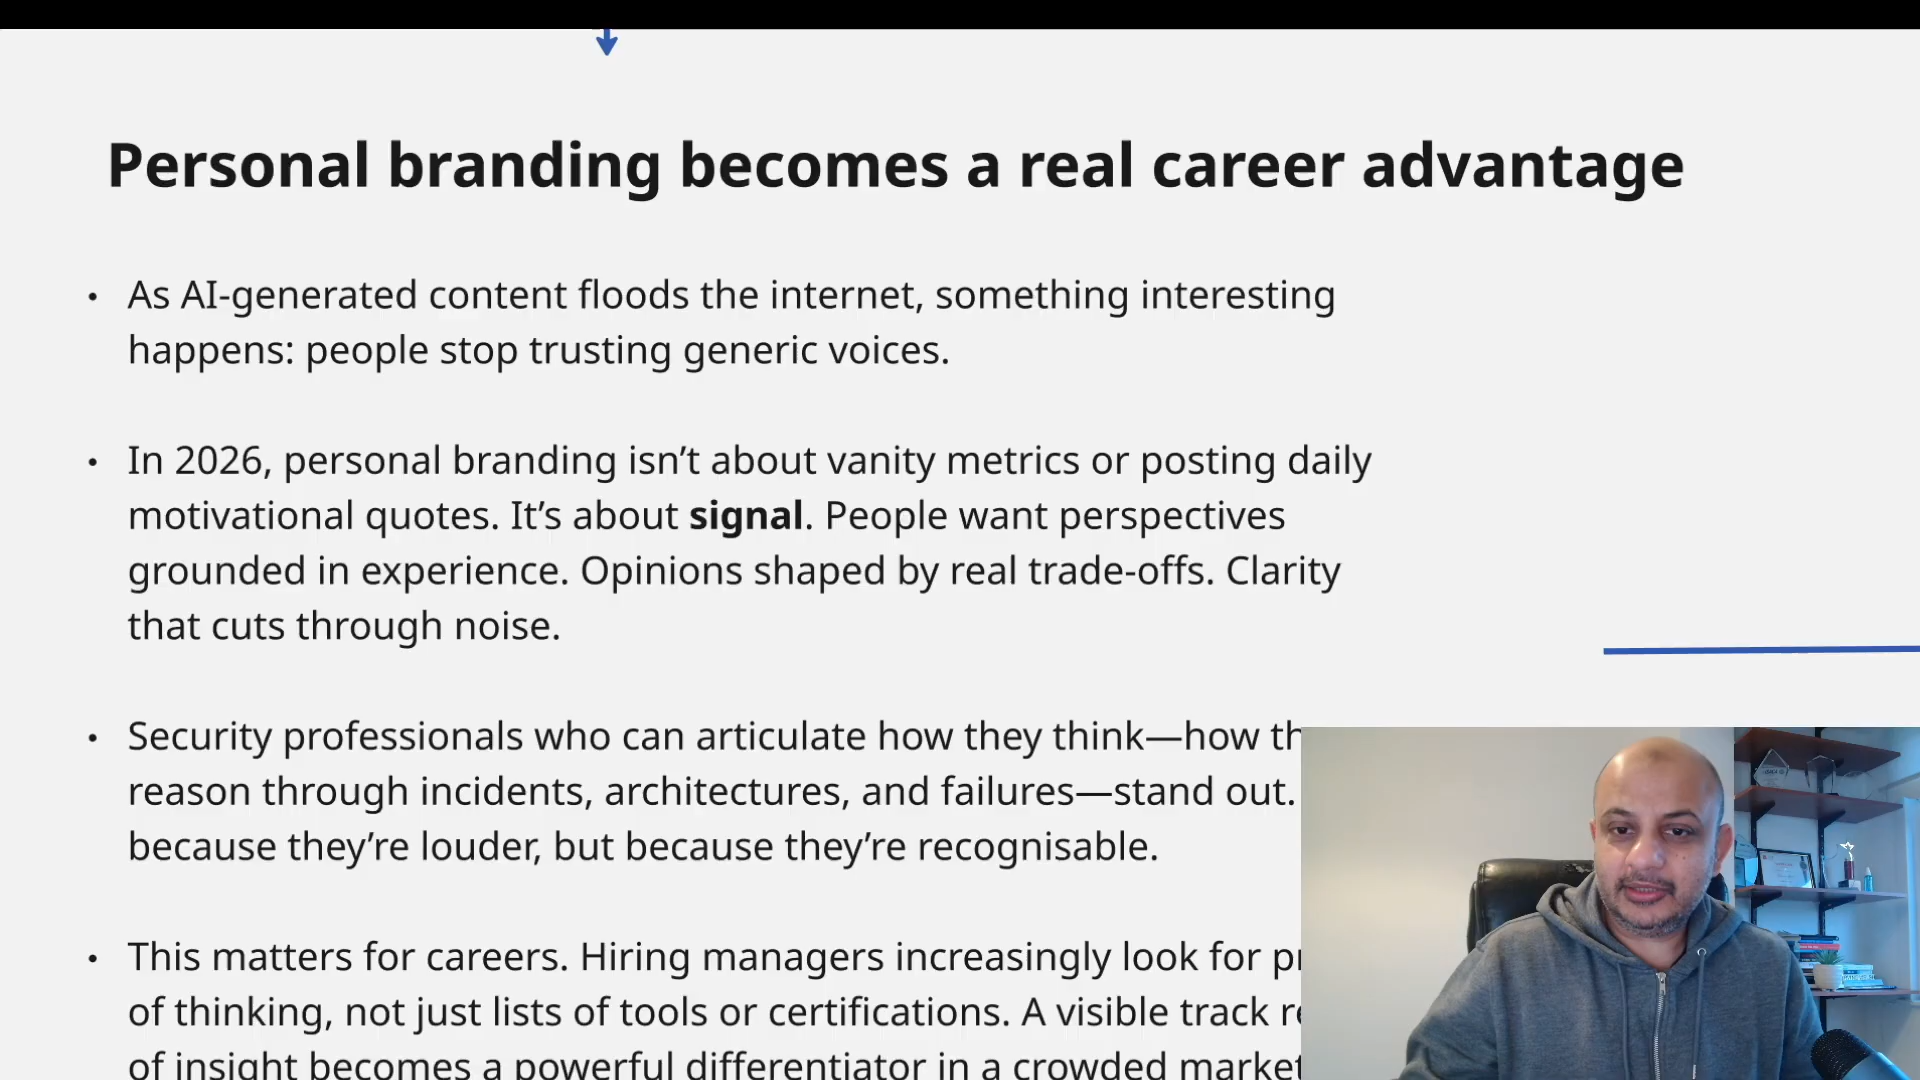 Personal branding becomes a real career advantage
• As AI-generated content floods the internet, something interesting
happens: people stop trusting generic voices.
• In 2026, personal branding isn’t about vanity metrics or posting daily
motivational quotes. It’s about signal. People want perspectives
grounded in experience. Opinions shaped by real trade-offs. Clarity
that cuts through noise.
• Security professionals who can articulate how they think—how
reason through incidents, architectures, and failures—stand out.
because they’re louder, but because they’re recognisable.
• This matters for careers. Hiring managers increasingly look for
of thinking, not just lists of tools or certifications. A visible track
of insight becomes a powerful differentiator in a crowded market